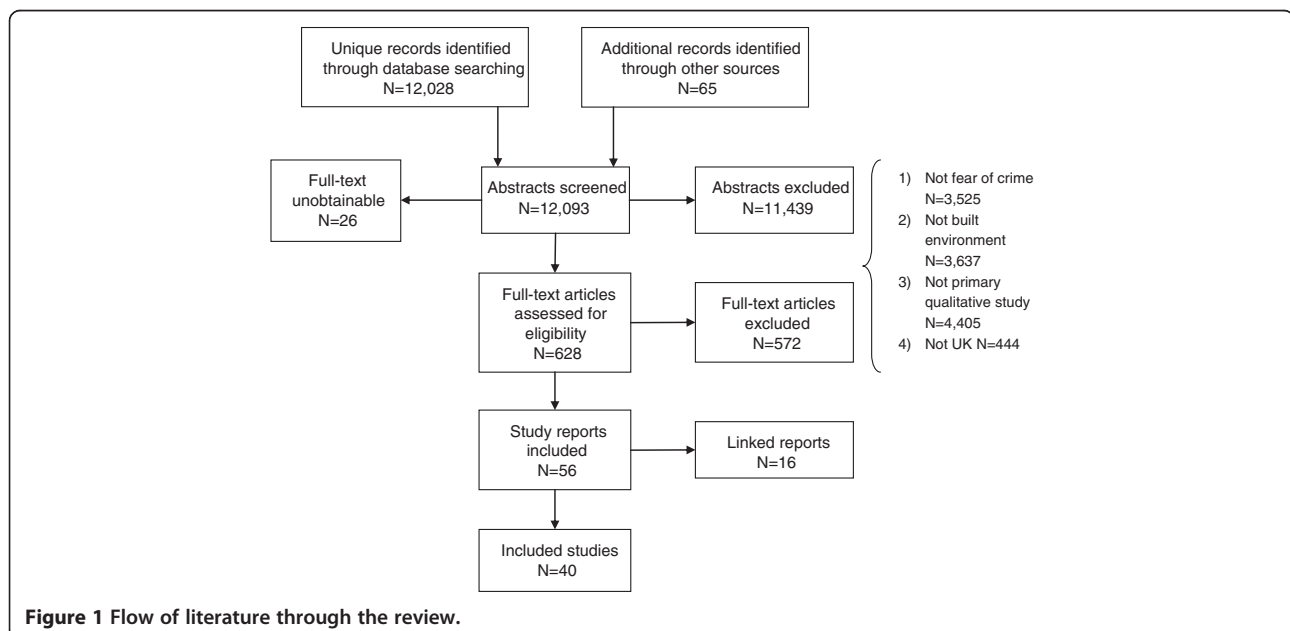 Unique records identified
through database searching
N=12,028
Additional records identified
through other sources
N=65
Full-text
unobtainable
N=26
Abstracts screened
N=12,093
Abstracts excluded
N=11,439
1) Not fear of crime
N=3,525
2) Not built
environment
N=3,637
3) Not primary
qualitative study
N=4,405
4) Not UK N=444
Full-text articles
assessed for
eligibility
N=628
Full-text articles
excluded
N=572
Study reports
included
N=56
Linked reports
N=16
Included studies
N=40
Figure 1 Flow of literature through the review.